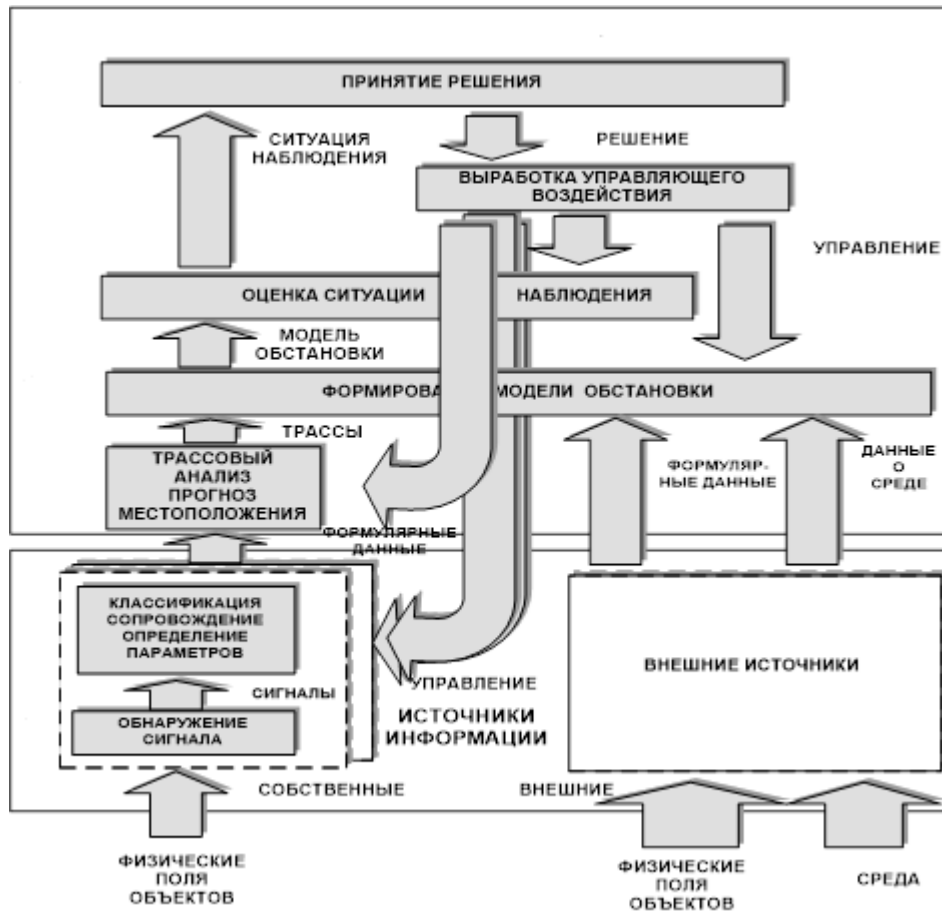 ПРИНЯТИЕ РЕШЕНИЯ
СИТУАЦИЯ
НАБЛЮДЕНИЯ
РЕШЕНИЕ
ВЫРАБОТКА УПРАВЛЯЮЩЕГО
ВОЗДЕЙСТВИЯ
УПРАВЛЕНИЕ
ОЦЕНКА СИТУАЦИИ НАБЛЮДЕНИЯ
МОДЕЛЬ
ОБСТАНОВКИ
ФОРМИРОВА МОДЕЛИ ОБСТАНОВКИ
ТРАССЫ
ТРАССОВЫЙ
АНАЛИЗ
ПРОГНОЗ
МЕСТОПОЛОЖЕНИЯ
ФОРМУЛЯР-
НЫЕ ДАННЫЕ
ДАННЫЕ
О
СРЕДЕ
ФОРМУЛЯРНЫЕ
ДАННЫЕ
КЛАССИФИКАЦИЯ
СОПРОВОЖДЕНИЕ
ОПРЕДЕЛЕНИЕ
ПАРАМЕТРОВ
СИГНАЛЫ
ОБНАРУЖЕНИЕ
СИГНАЛА
УПРАВЛЕНИЕ
ИСТОЧНИКИ
ИНФОРМАЦИИ
ВНЕШНИЕ ИСТОЧНИКИ
СОБСТВЕННЫЕ
ВНЕШНИЕ
ФИЗИЧЕСКИЕ
ПОЛЯ
ОБЪЕКТОВ
ФИЗИЧЕСКИЕ
ПОЛЯ
ОБЪЕКТОВ
СРЕДА